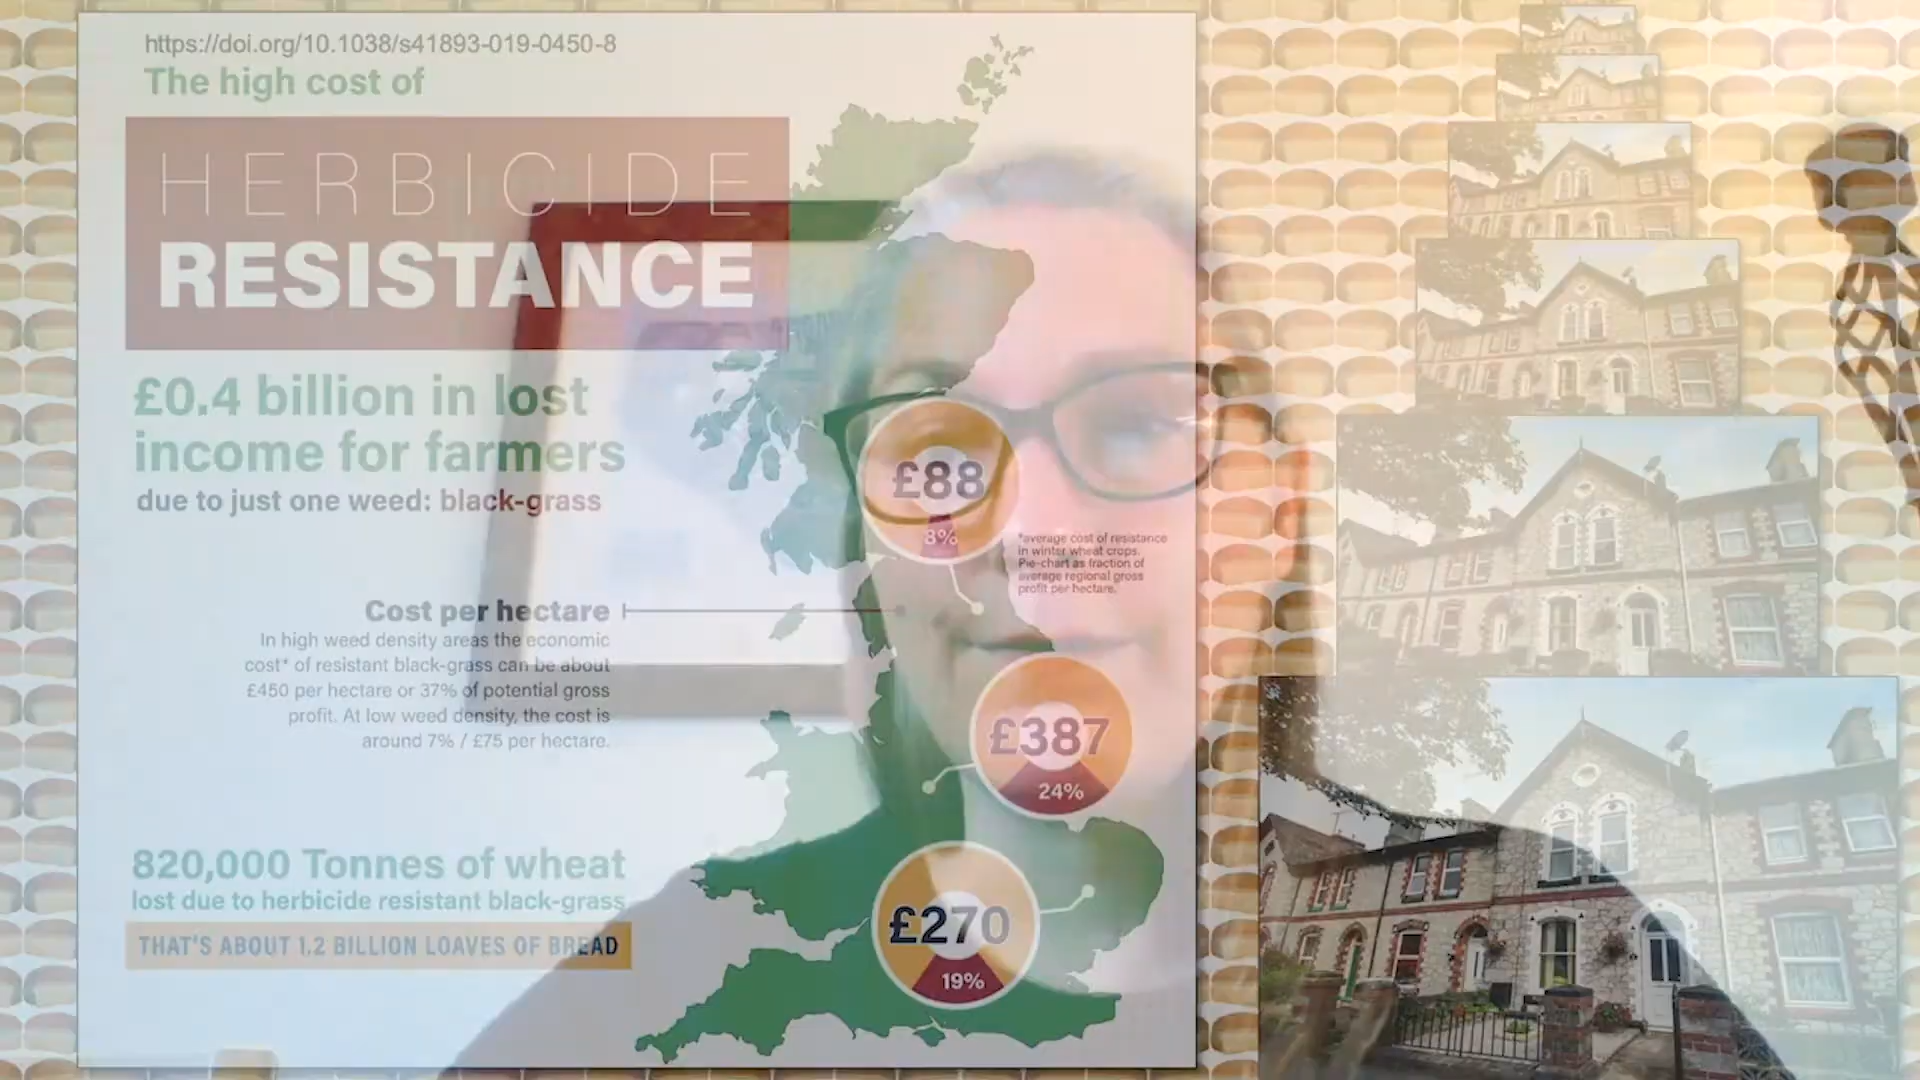 https://doi.org/10.1038/s41893-019-0450-8
The high cost of
HERBICIDE
RESISTANCE
£0.4 billion in lost
income for farmers
due to just one weed: black-grass
£88
8%
*average cost of resistance
in winter wheat crops.
Pie-chart as fraction of
average regional gross
profit per hectare.
Cost per hectare
In high weed density areas the economic
cost* of resistant black-grass can be about
£450 per hectare or 37% of potential gross
profit. At low weed density, the cost is
around 7% / £75 per hectare.
£387
24%
820,000 Tonnes of wheat
lost due to herbicide resistant black-grass
THAT'S ABOUT 1.2 BILLION LOAVES OF BREAD
£270
19%